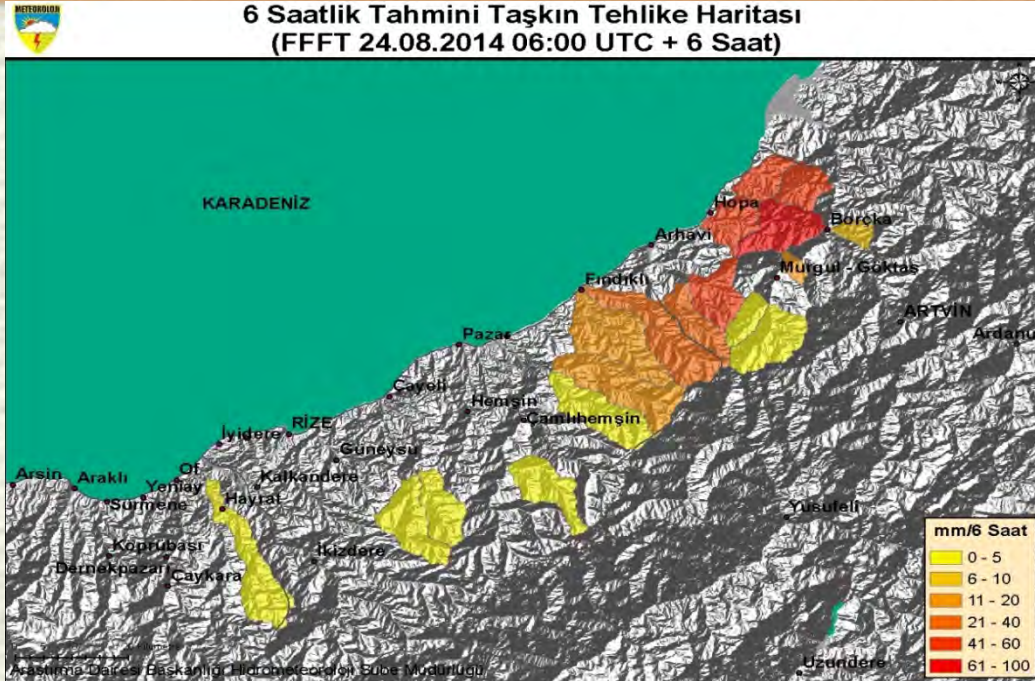 METEOROLOJİ
6 Saatlik Tahmini Taşkın Tehlike Haritası
(FFFT 24.08.2014 06:00 UTC + 6 Saat)
KARADENİZ
Hopa
Borçka
Arhavi
Murgul - Göktaş
Fındıklı
ARTVİN
Ardanu
Pazar
Çayeli
Hemşin
Çamlıhemşin
RİZE
İyidere
Güneysu
Of
Kalkandere
Arsin
Araklı
Yeniay
Sürmene
Hayrat
Yusufeli
Köprübaşı
İkizdere
Dernekpazarı
Çaykara
Uzundere
mm/6 Saat
0 - 5
6 - 10
11 - 20
21 - 40
41 - 60
61 - 100
Araştırma Dairesi Başkanlığı Hidrometeoroloji Şube Müdürlüğü